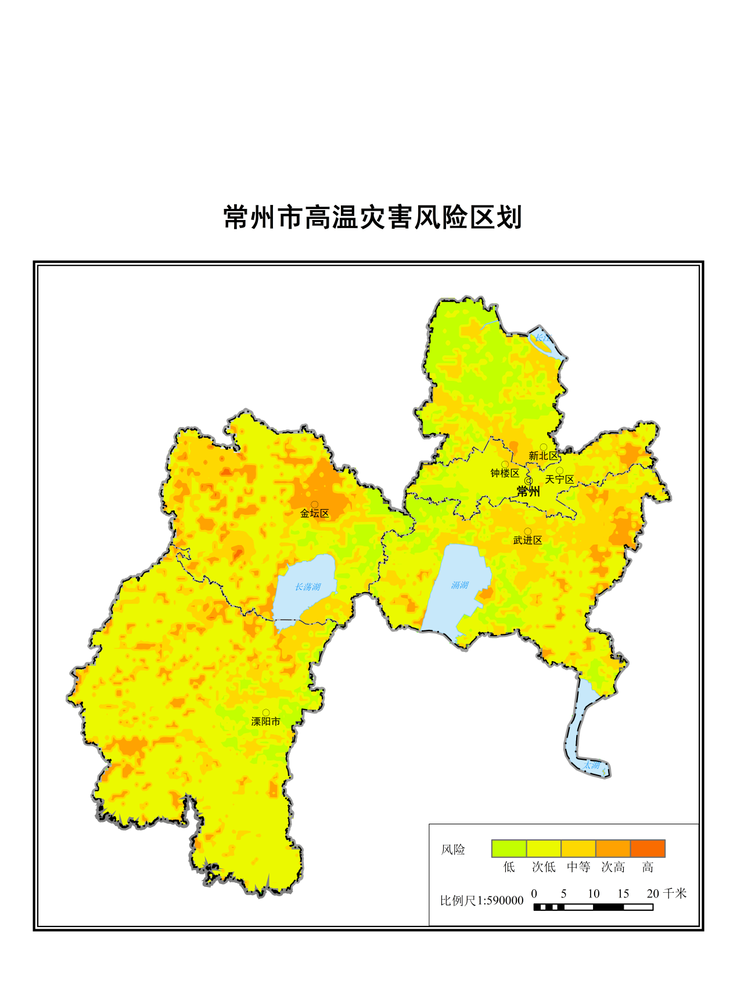 常州市高温灾害风险区划
长江
新北区
钟楼区
天宁区
常州
金坛区
武进区
长荡湖
滆湖
溧阳市
太湖
风险
低 次低 中等 次高 高
比例尺1:590000
0 5 10 15 20 千米